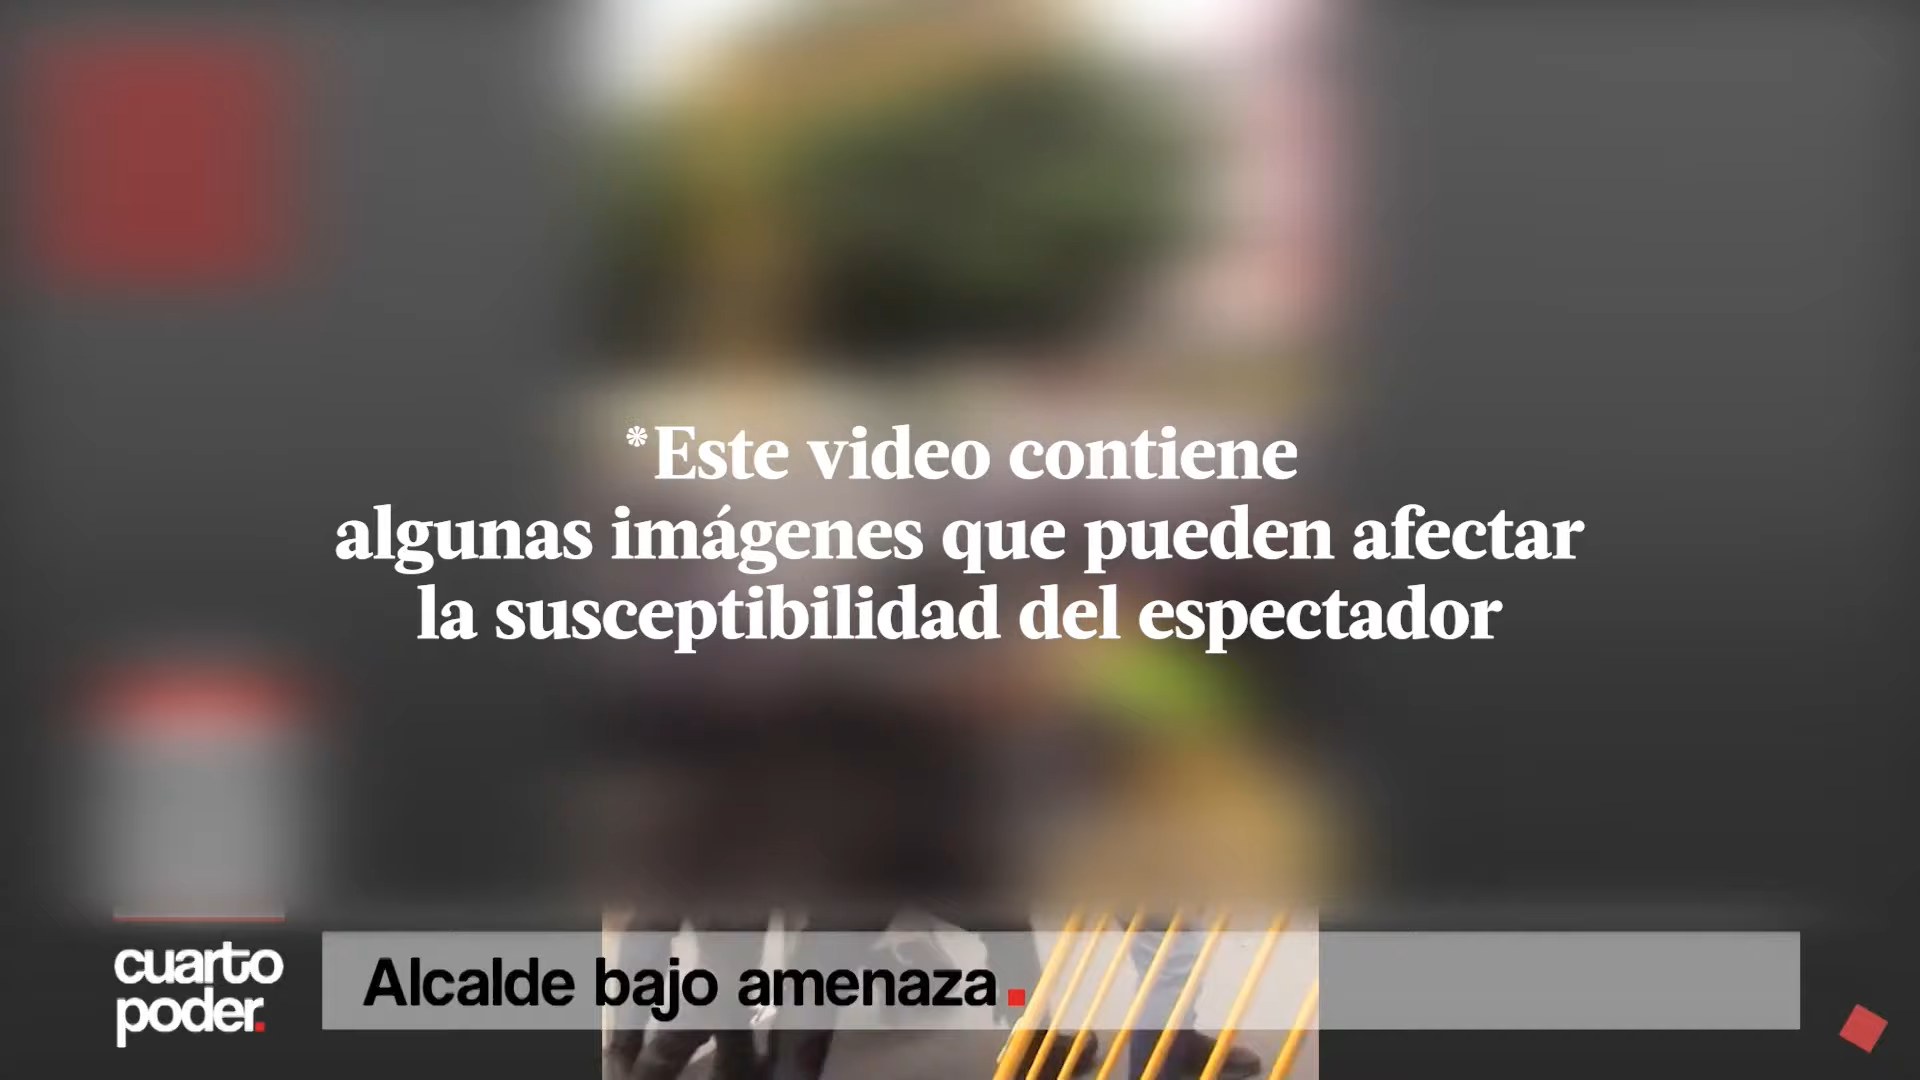 *Este video contiene
algunas imágenes que pueden afectar
la susceptibilidad del espectador
cuarto
poder.
Alcalde bajo amenaza.